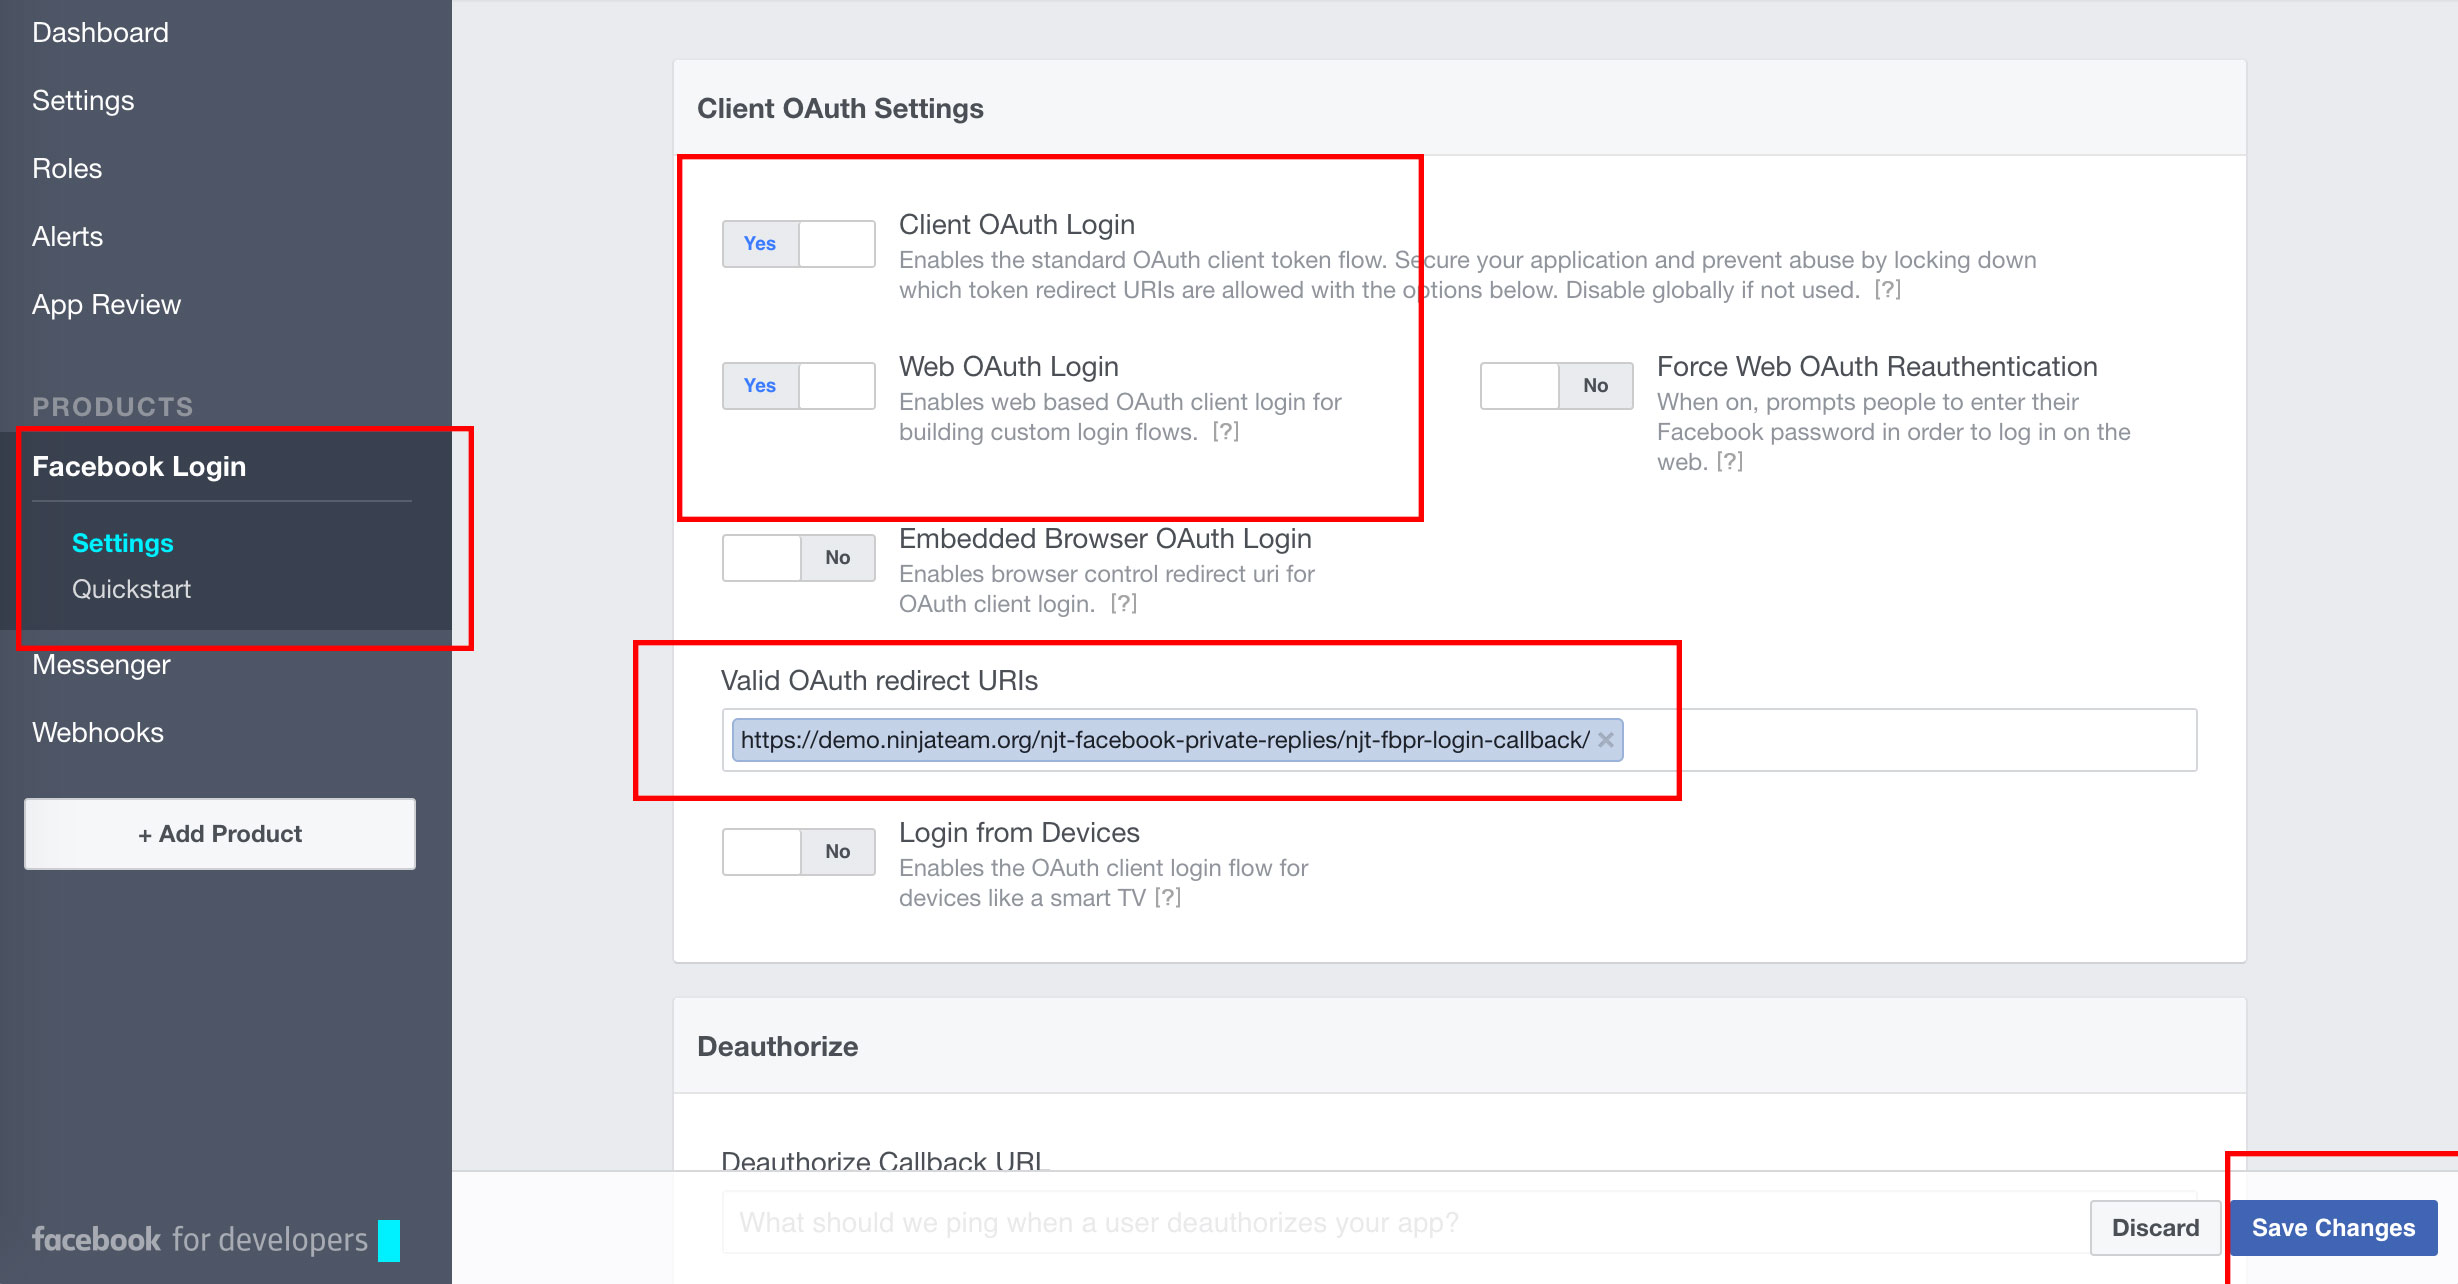 Dashboard
Settings
Roles
Alerts
App Review
PRODUCTS
Facebook Login
Settings
Quickstart
Messenger
Webhooks
+ Add Product
facebook for developers
Client OAuth Settings
Yes
Client OAuth Login
Enables the standard OAuth client token flow. Secure your application and prevent abuse by locking down
which token redirect URIs are allowed with the options below. Disable globally if not used. [?]
Yes
Web OAuth Login
Enables web based OAuth client login for
building custom login flows. [?]
No
Force Web OAuth Reauthentication
When on, prompts people to enter their
Facebook password in order to log in on the
web. [?]
No
Embedded Browser OAuth Login
Enables browser control redirect uri for
OAuth client login. [?]
Valid OAuth redirect URIs
https://demo.ninjateam.org/njt-facebook-private-replies/njt-fbpr-login-callback/ ×
No
Login from Devices
Enables the OAuth client login flow for
devices like a smart TV [?]
Deauthorize
Deauthorize Callback URL
What should we ping when a user deauthorizes your app?
Discard
Save Changes